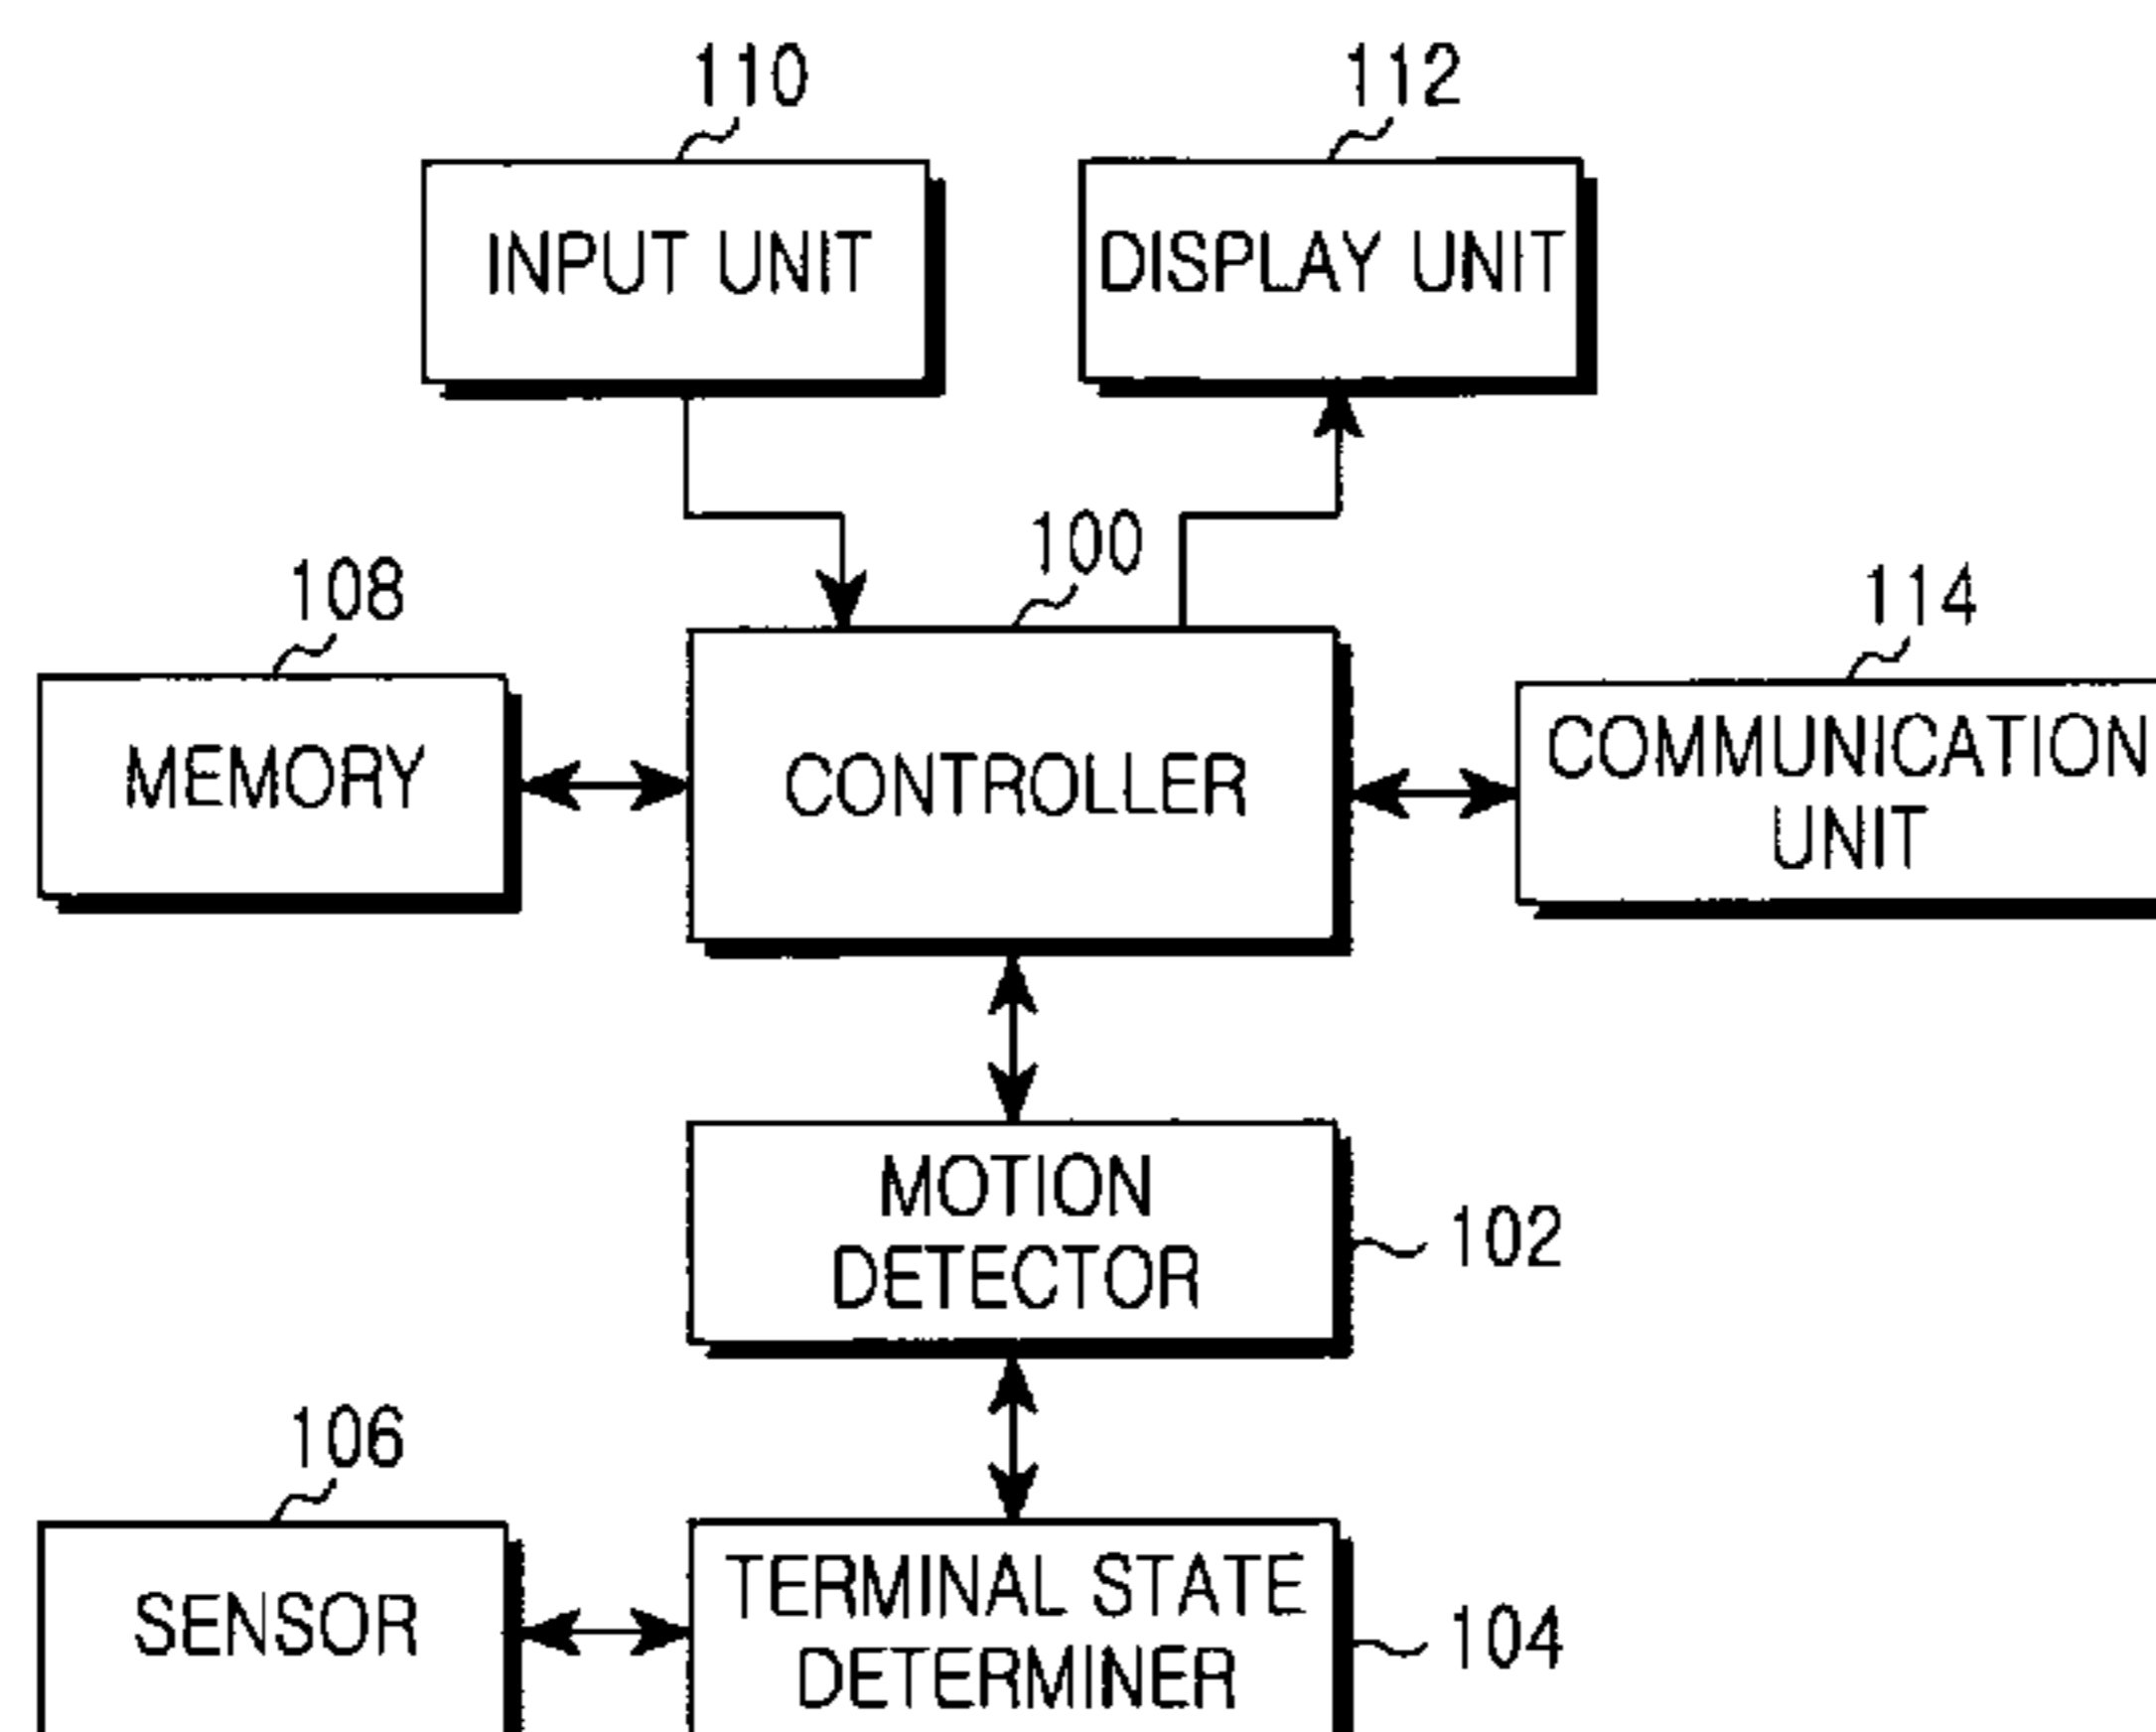 110
112
INPUT UNIT
DISPLAY UNIT
100
108
114
MEMORY
CONTROLLER
COMMUNICATION
UNIT
MOTION
DETECTOR
102
106
SENSOR
TERMINAL STATE
DETERMINER
104